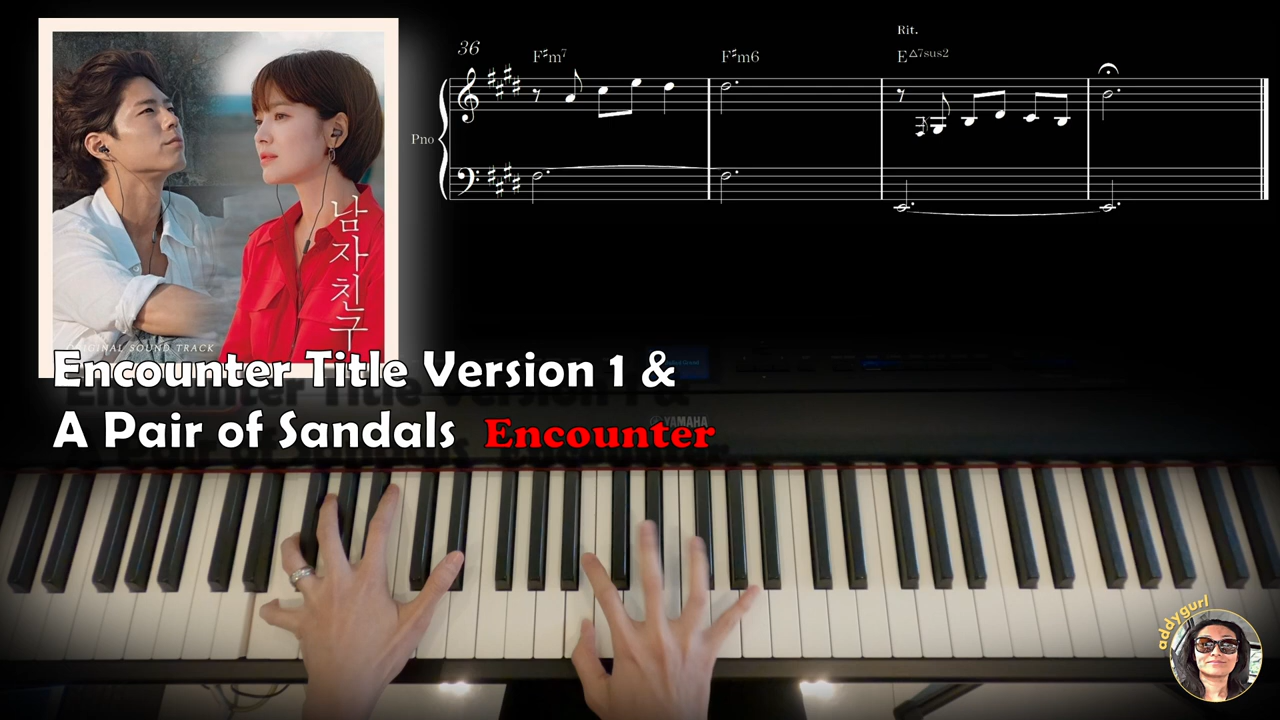 남자친구
ORIGINAL SOUND TRACK
36
F♯m7
F♯m6
Rit.
E△7sus2
Pno
Encounter Title Version 1 &
A Pair of Sandals Encounter
YAMAHA
addygurl